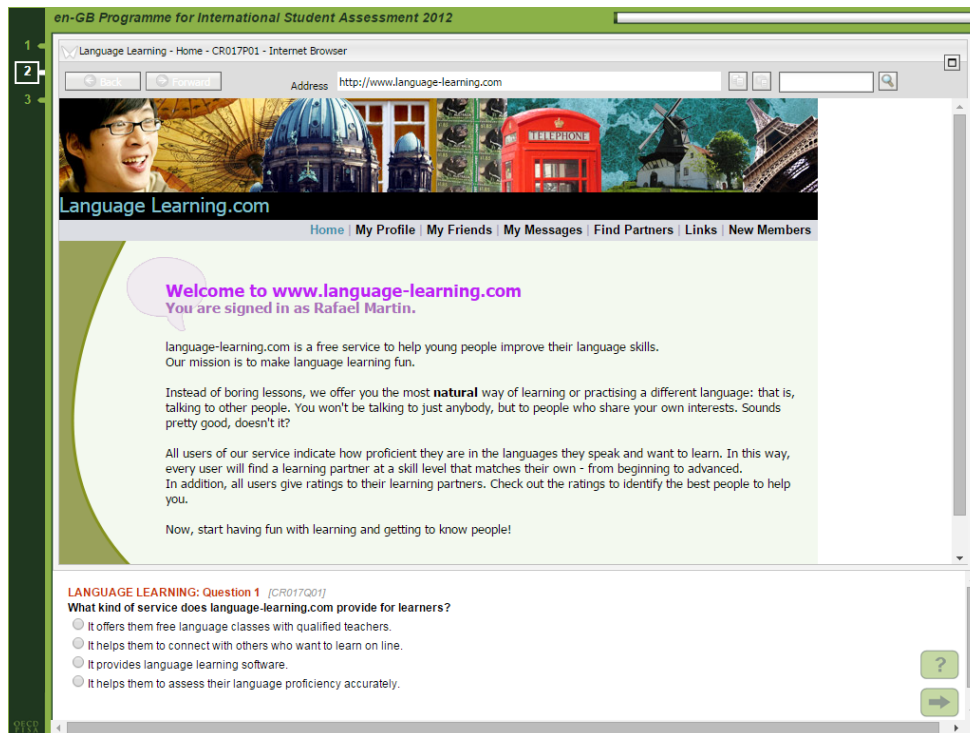 en-GB Programme for International Student Assessment 2012
1
2
3
Language Learning - Home - CR017P01 - Internet Browser
Back
Forward
Address
http://www.language-learning.com
TELEPHONE
Language Learning.com
Home | My Profile | My Friends | My Messages | Find Partners | Links | New Members
Welcome to www.language-learning.com
You are signed in as Rafael Martin.
language-learning.com is a free service to help young people improve their language skills.
Our mission is to make language learning fun.
Instead of boring lessons, we offer you the most natural way of learning or practising a different language: that is,
talking to other people. You won't be talking to just anybody, but to people who share your own interests. Sounds
pretty good, doesn't it?
All users of our service indicate how proficient they are in the languages they speak and want to learn. In this way,
every user will find a learning partner at a skill level that matches their own - from beginning to advanced.
In addition, all users give ratings to their learning partners. Check out the ratings to identify the best people to help
you.
Now, start having fun with learning and getting to know people!
LANGUAGE LEARNING: Question 1 [CR017Q01]
What kind of service does language-learning.com provide for learners?
It offers them free language classes with qualified teachers.
It helps them to connect with others who want to learn on line.
It provides language learning software.
It helps them to assess their language proficiency accurately.
?
OECD
PISA